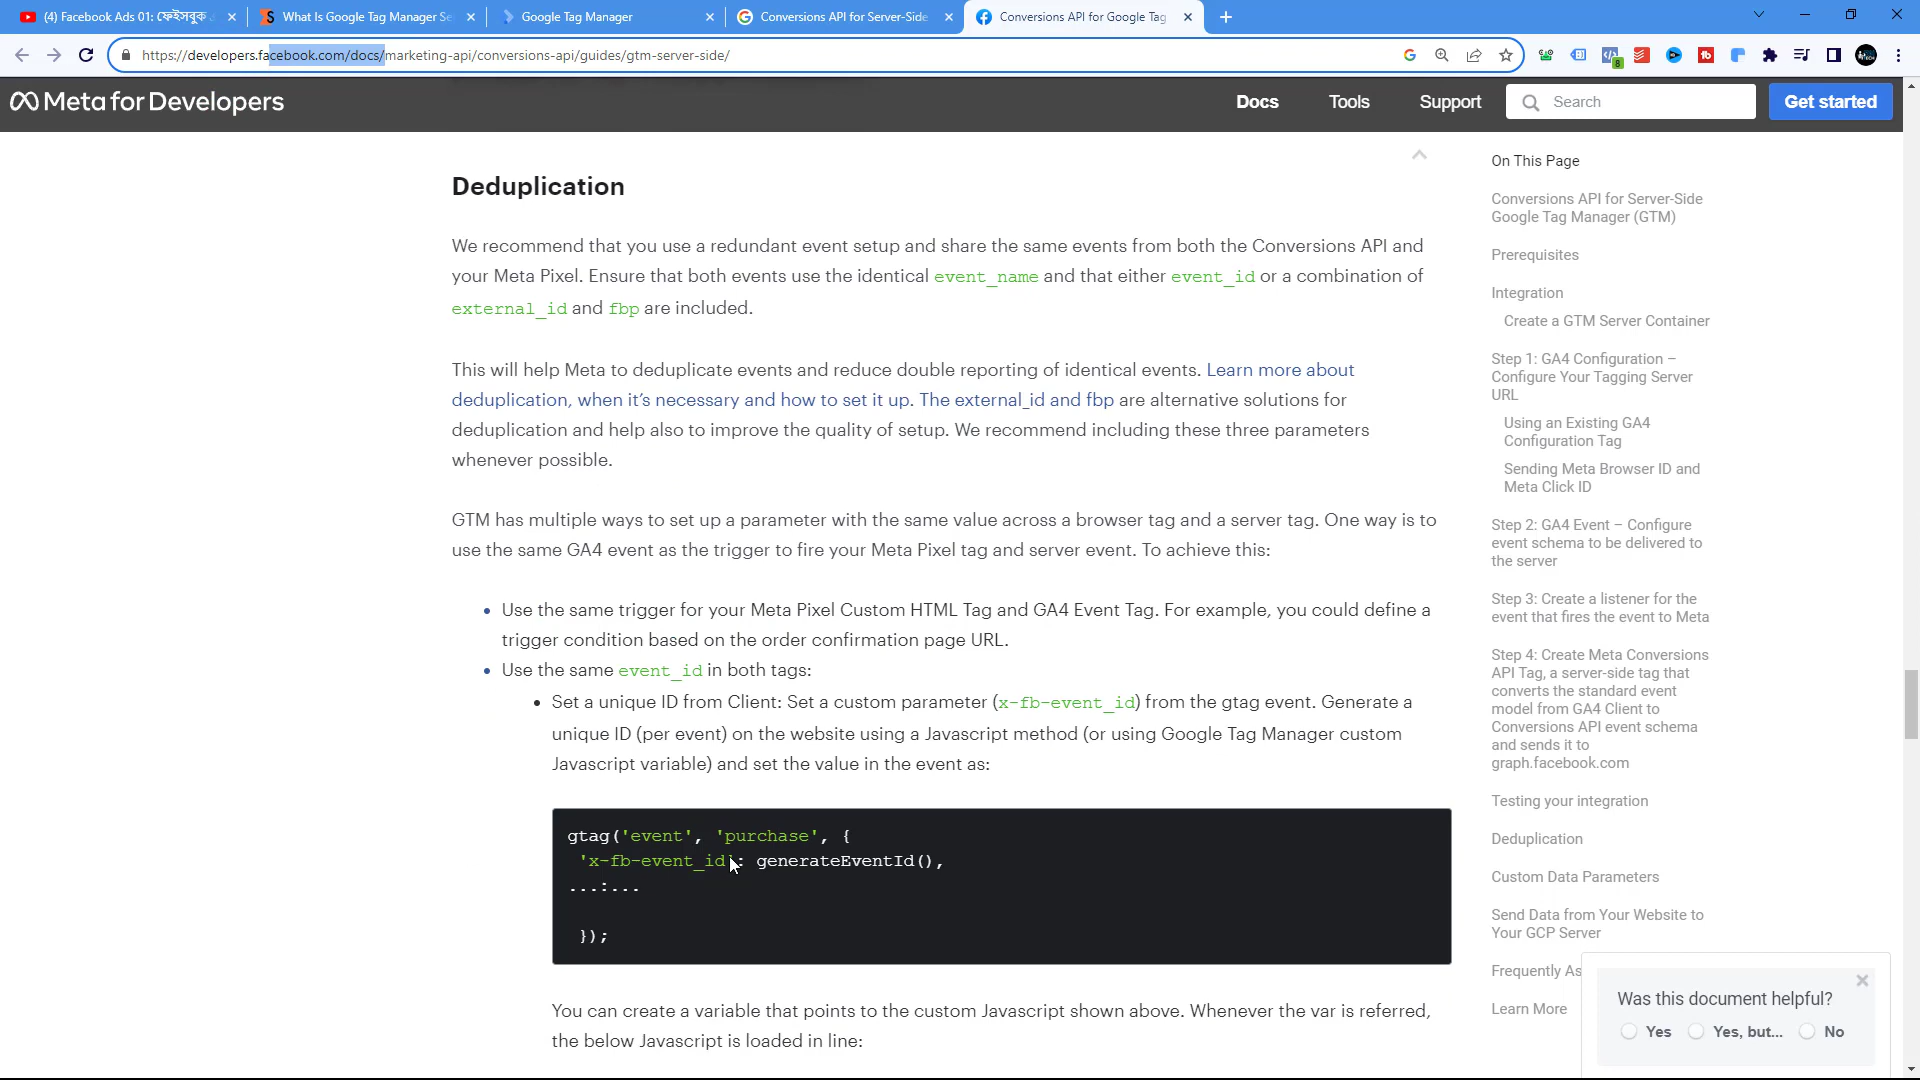 (4) Facebook Ads 01: ফেইসবুক
What Is Google Tag Manager Se
Google Tag Manager
Conversions API for Server-Side
Conversions API for Google Tag
https://developers.facebook.com/docs/marketing-api/conversions-api/guides/gtm-server-side/
Meta for Developers
Docs
Tools
Support
Search
Get started
Deduplication
We recommend that you use a redundant event setup and share the same events from both the Conversions API and
your Meta Pixel. Ensure that both events use the identical event_name and that either event_id or a combination of
external_id and fbp are included.
This will help Meta to deduplicate events and reduce double reporting of identical events. Learn more about
deduplication, when it's necessary and how to set it up. The external_id and fbp are alternative solutions for
deduplication and help also to improve the quality of setup. We recommend including these three parameters
whenever possible.
GTM has multiple ways to set up a parameter with the same value across a browser tag and a server tag. One way is to
use the same GA4 event as the trigger to fire your Meta Pixel tag and server event. To achieve this:
• Use the same trigger for your Meta Pixel Custom HTML Tag and GA4 Event Tag. For example, you could define a
trigger condition based on the order confirmation page URL.
• Use the same event_id in both tags:
• Set a unique ID from Client: Set a custom parameter (x-fb-event_id) from the gtag event. Generate a
unique ID (per event) on the website using a Javascript method (or using Google Tag Manager custom
Javascript variable) and set the value in the event as:
gtag('event', 'purchase', {
'x-fb-event_id': generateEventId(),
...:...
});
You can create a variable that points to the custom Javascript shown above. Whenever the var is referred,
the below Javascript is loaded in line:
On This Page
Conversions API for Server-Side
Google Tag Manager (GTM)
Prerequisites
Integration
Create a GTM Server Container
Step 1: GA4 Configuration –
Configure Your Tagging Server
URL
Using an Existing GA4
Configuration Tag
Sending Meta Browser ID and
Meta Click ID
Step 2: GA4 Event – Configure
event schema to be delivered to
the server
Step 3: Create a listener for the
event that fires the event to Meta
Step 4: Create Meta Conversions
API Tag, a server-side tag that
converts the standard event
model from GA4 Client to
Conversions API event schema
and sends it to
graph.facebook.com
Testing your integration
Deduplication
Custom Data Parameters
Send Data from Your Website to
Your GCP Server
Frequently As
Learn More
Was this document helpful?
Yes
Yes, but...
No